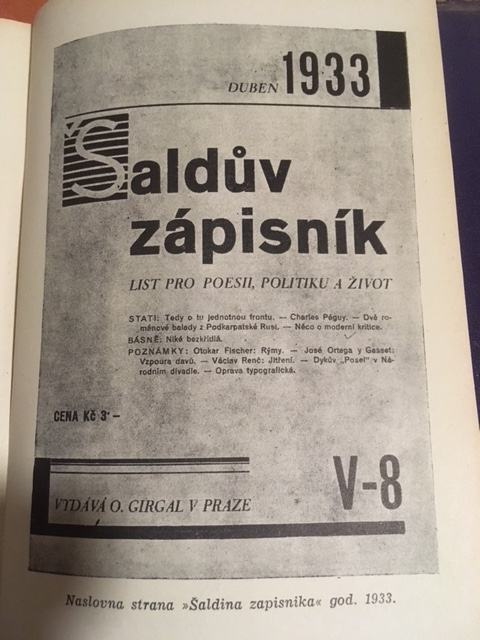 DUBEN 1933
Šaldův
zápisník
LIST PRO POESII, POLITIKU A ŽIVOT
STATI: Tedy o tu jednotnou frontu. — Charles Péguy. — Dvě ro-
ménové balady z Podkarpatské Rusi. — Něco o moderní kritice.
BÁSNĚ: Niké bezkřídlá.
POZNÁMKY: Otokar Fischer: Rýmy. — José Ortega y Gasset:
Vzpoura davů. — Václav Renč: Jitření. — Dykův „Posel" v Ná-
rodním divadle. — Oprava typografická.
CENA Kč 3·–
V-8
VYDÁVÁ O. GIRGAL V PRAZE
Naslovna strana »Šaldina zapisnika« god. 1933.